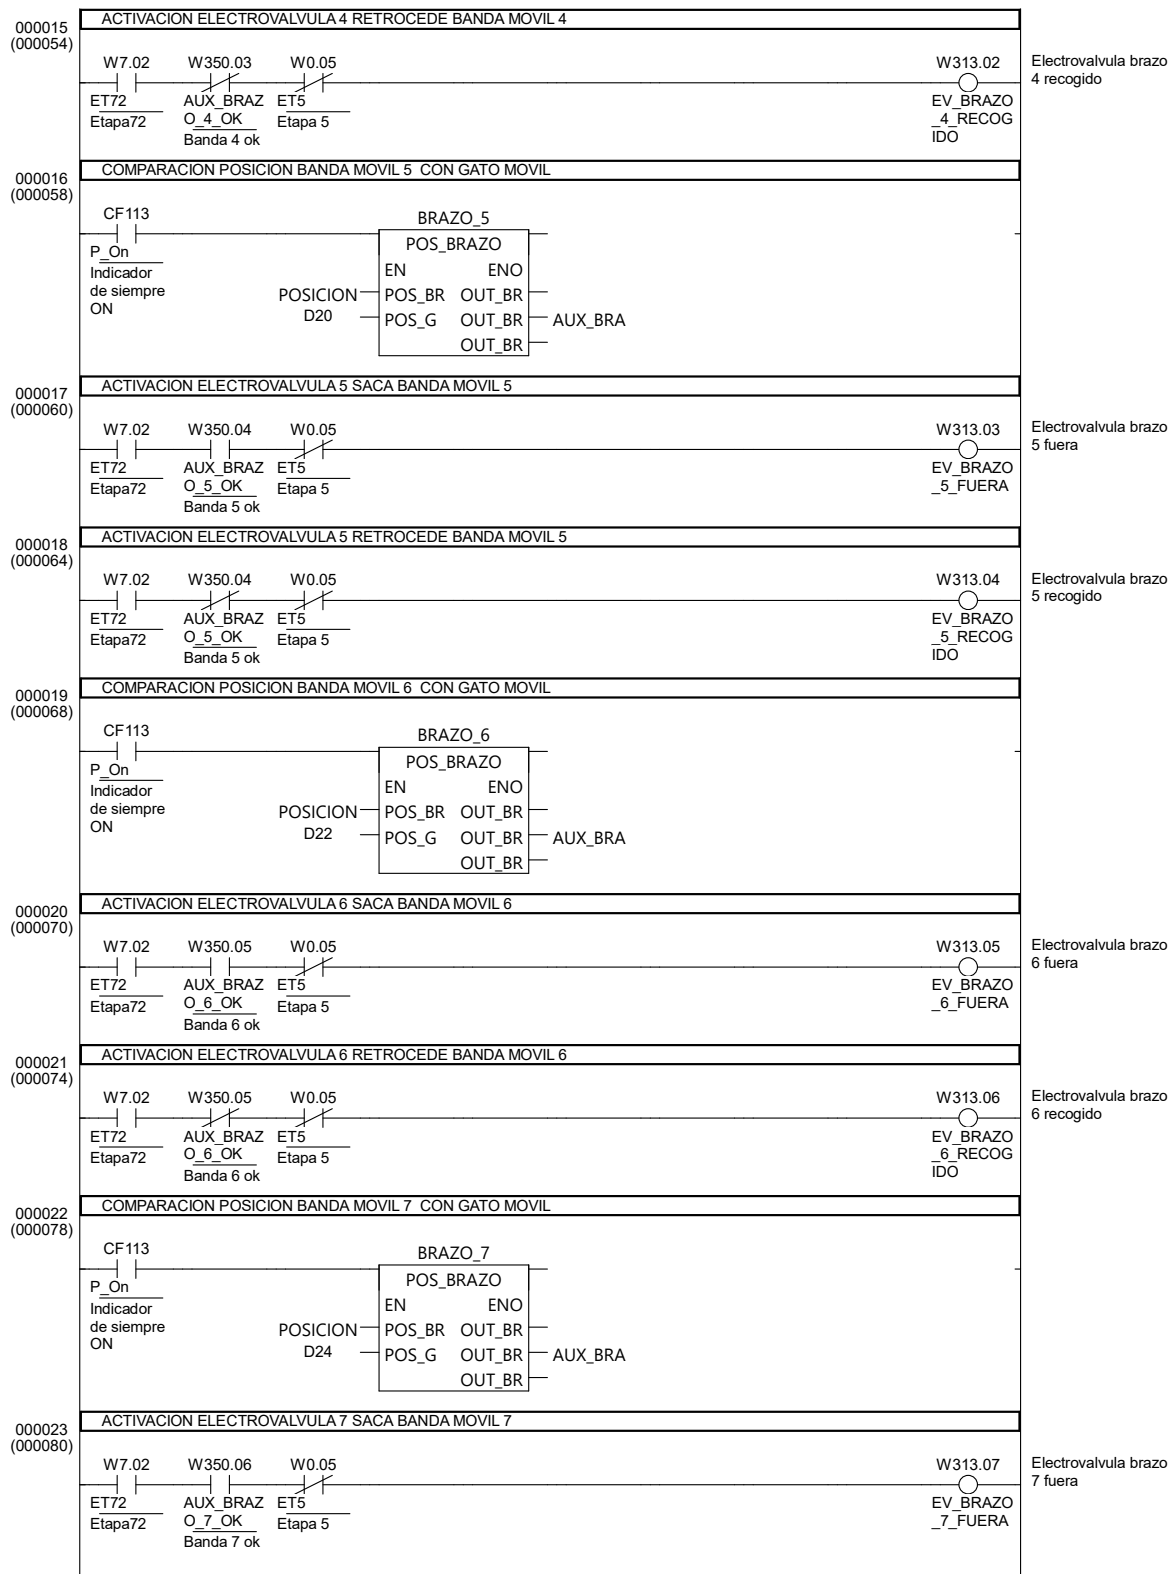 000015
(000054)
ACTIVACION ELECTROVALVULA 4 RETROCEDE BANDA MOVIL 4
W7.02 W350.03 W0.05 W313.02
Electrovalvula brazo
4 recogido
ET72 AUX_BRAZ ET5 EV_BRAZO
Etapa72 O_4_OK Etapa 5 _4_RECOG
Banda 4 ok IDO
000016
(000058)
COMPARACION POSICION BANDA MOVIL 5 CON GATO MOVIL
CF113 BRAZO_5
P_On POS_BRAZO
Indicador EN ENO
de siempre POSICION POS_BR OUT_BR
ON D20 POS_G OUT_BR AUX_BRA
OUT_BR
000017
(000060)
ACTIVACION ELECTROVALVULA 5 SACA BANDA MOVIL 5
W7.02 W350.04 W0.05 W313.03
Electrovalvula brazo
5 fuera
ET72 AUX_BRAZ ET5 EV_BRAZO
Etapa72 O_5_OK Etapa 5 _5_FUERA
Banda 5 ok
000018
(000064)
ACTIVACION ELECTROVALVULA 5 RETROCEDE BANDA MOVIL 5
W7.02 W350.04 W0.05 W313.04
Electrovalvula brazo
5 recogido
ET72 AUX_BRAZ ET5 EV_BRAZO
Etapa72 O_5_OK Etapa 5 _5_RECOG
Banda 5 ok IDO
000019
(000068)
COMPARACION POSICION BANDA MOVIL 6 CON GATO MOVIL
CF113 BRAZO_6
P_On POS_BRAZO
Indicador EN ENO
de siempre POSICION POS_BR OUT_BR
ON D22 POS_G OUT_BR AUX_BRA
OUT_BR
000020
(000070)
ACTIVACION ELECTROVALVULA 6 SACA BANDA MOVIL 6
W7.02 W350.05 W0.05 W313.05
Electrovalvula brazo
6 fuera
ET72 AUX_BRAZ ET5 EV_BRAZO
Etapa72 O_6_OK Etapa 5 _6_FUERA
Banda 6 ok
000021
(000074)
ACTIVACION ELECTROVALVULA 6 RETROCEDE BANDA MOVIL 6
W7.02 W350.05 W0.05 W313.06
Electrovalvula brazo
6 recogido
ET72 AUX_BRAZ ET5 EV_BRAZO
Etapa72 O_6_OK Etapa 5 _6_RECOG
Banda 6 ok IDO
000022
(000078)
COMPARACION POSICION BANDA MOVIL 7 CON GATO MOVIL
CF113 BRAZO_7
P_On POS_BRAZO
Indicador EN ENO
de siempre POSICION POS_BR OUT_BR
ON D24 POS_G OUT_BR AUX_BRA
OUT_BR
000023
(000080)
ACTIVACION ELECTROVALVULA 7 SACA BANDA MOVIL 7
W7.02 W350.06 W0.05 W313.07
Electrovalvula brazo
7 fuera
ET72 AUX_BRAZ ET5 EV_BRAZO
Etapa72 O_7_OK Etapa 5 _7_FUERA
Banda 7 ok